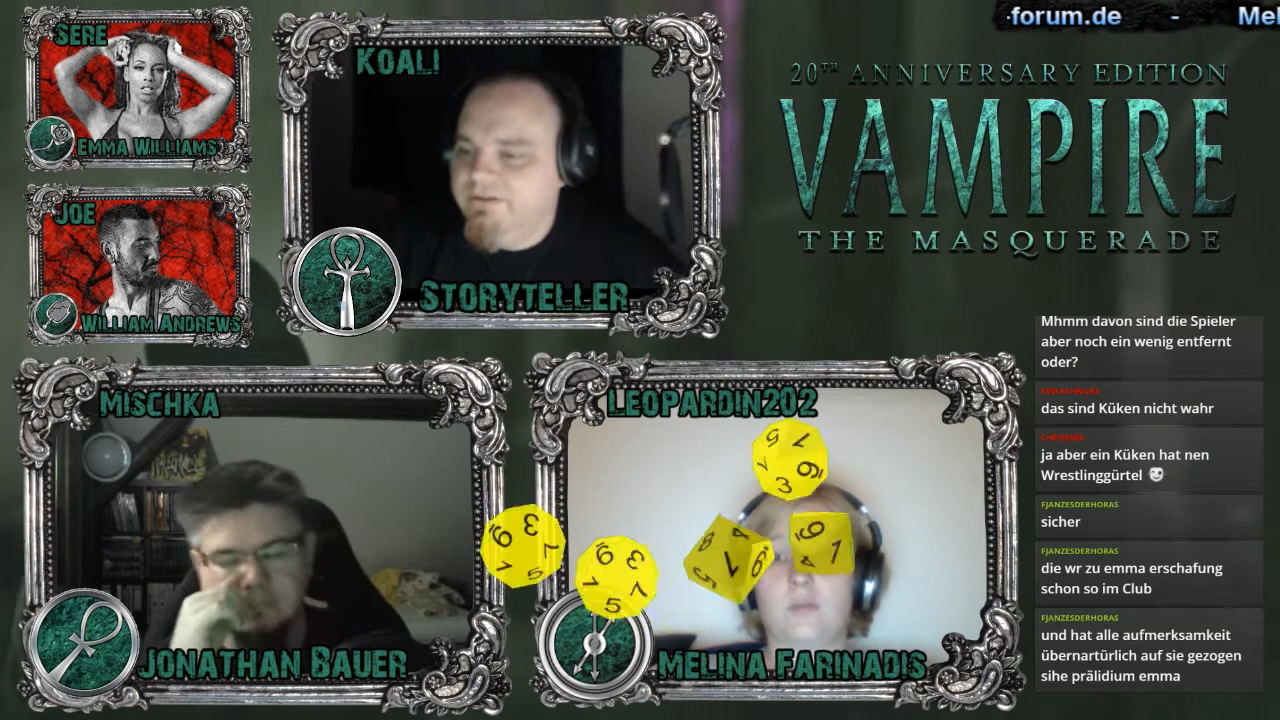 forum.de - Mel
SERE
EMMA WILLIAMS
JOE
WILLIAM ANDREWS
KOALI
STORYTELLER
20TH ANNIVERSARY EDITION
VAMPIRE
THE MASQUERADE
MISCHKA
JONATHAN BAUER
LEOPARDIN202
MELINA FARINADIS
Mhmm davon sind die Spieler
aber noch ein wenig entfernt
oder?
das sind Küken nicht wahr
ja aber ein Küken hat nen
Wrestlinggürtel
FJANZESDERHORAS
sicher
FJANZESDERHORAS
die wr zu emma erschafung
schon so im Club
FJANZESDERHORAS
und hat alle aufmerksamkeit
übernartürlich auf sie gezogen
sihe prälidium emma